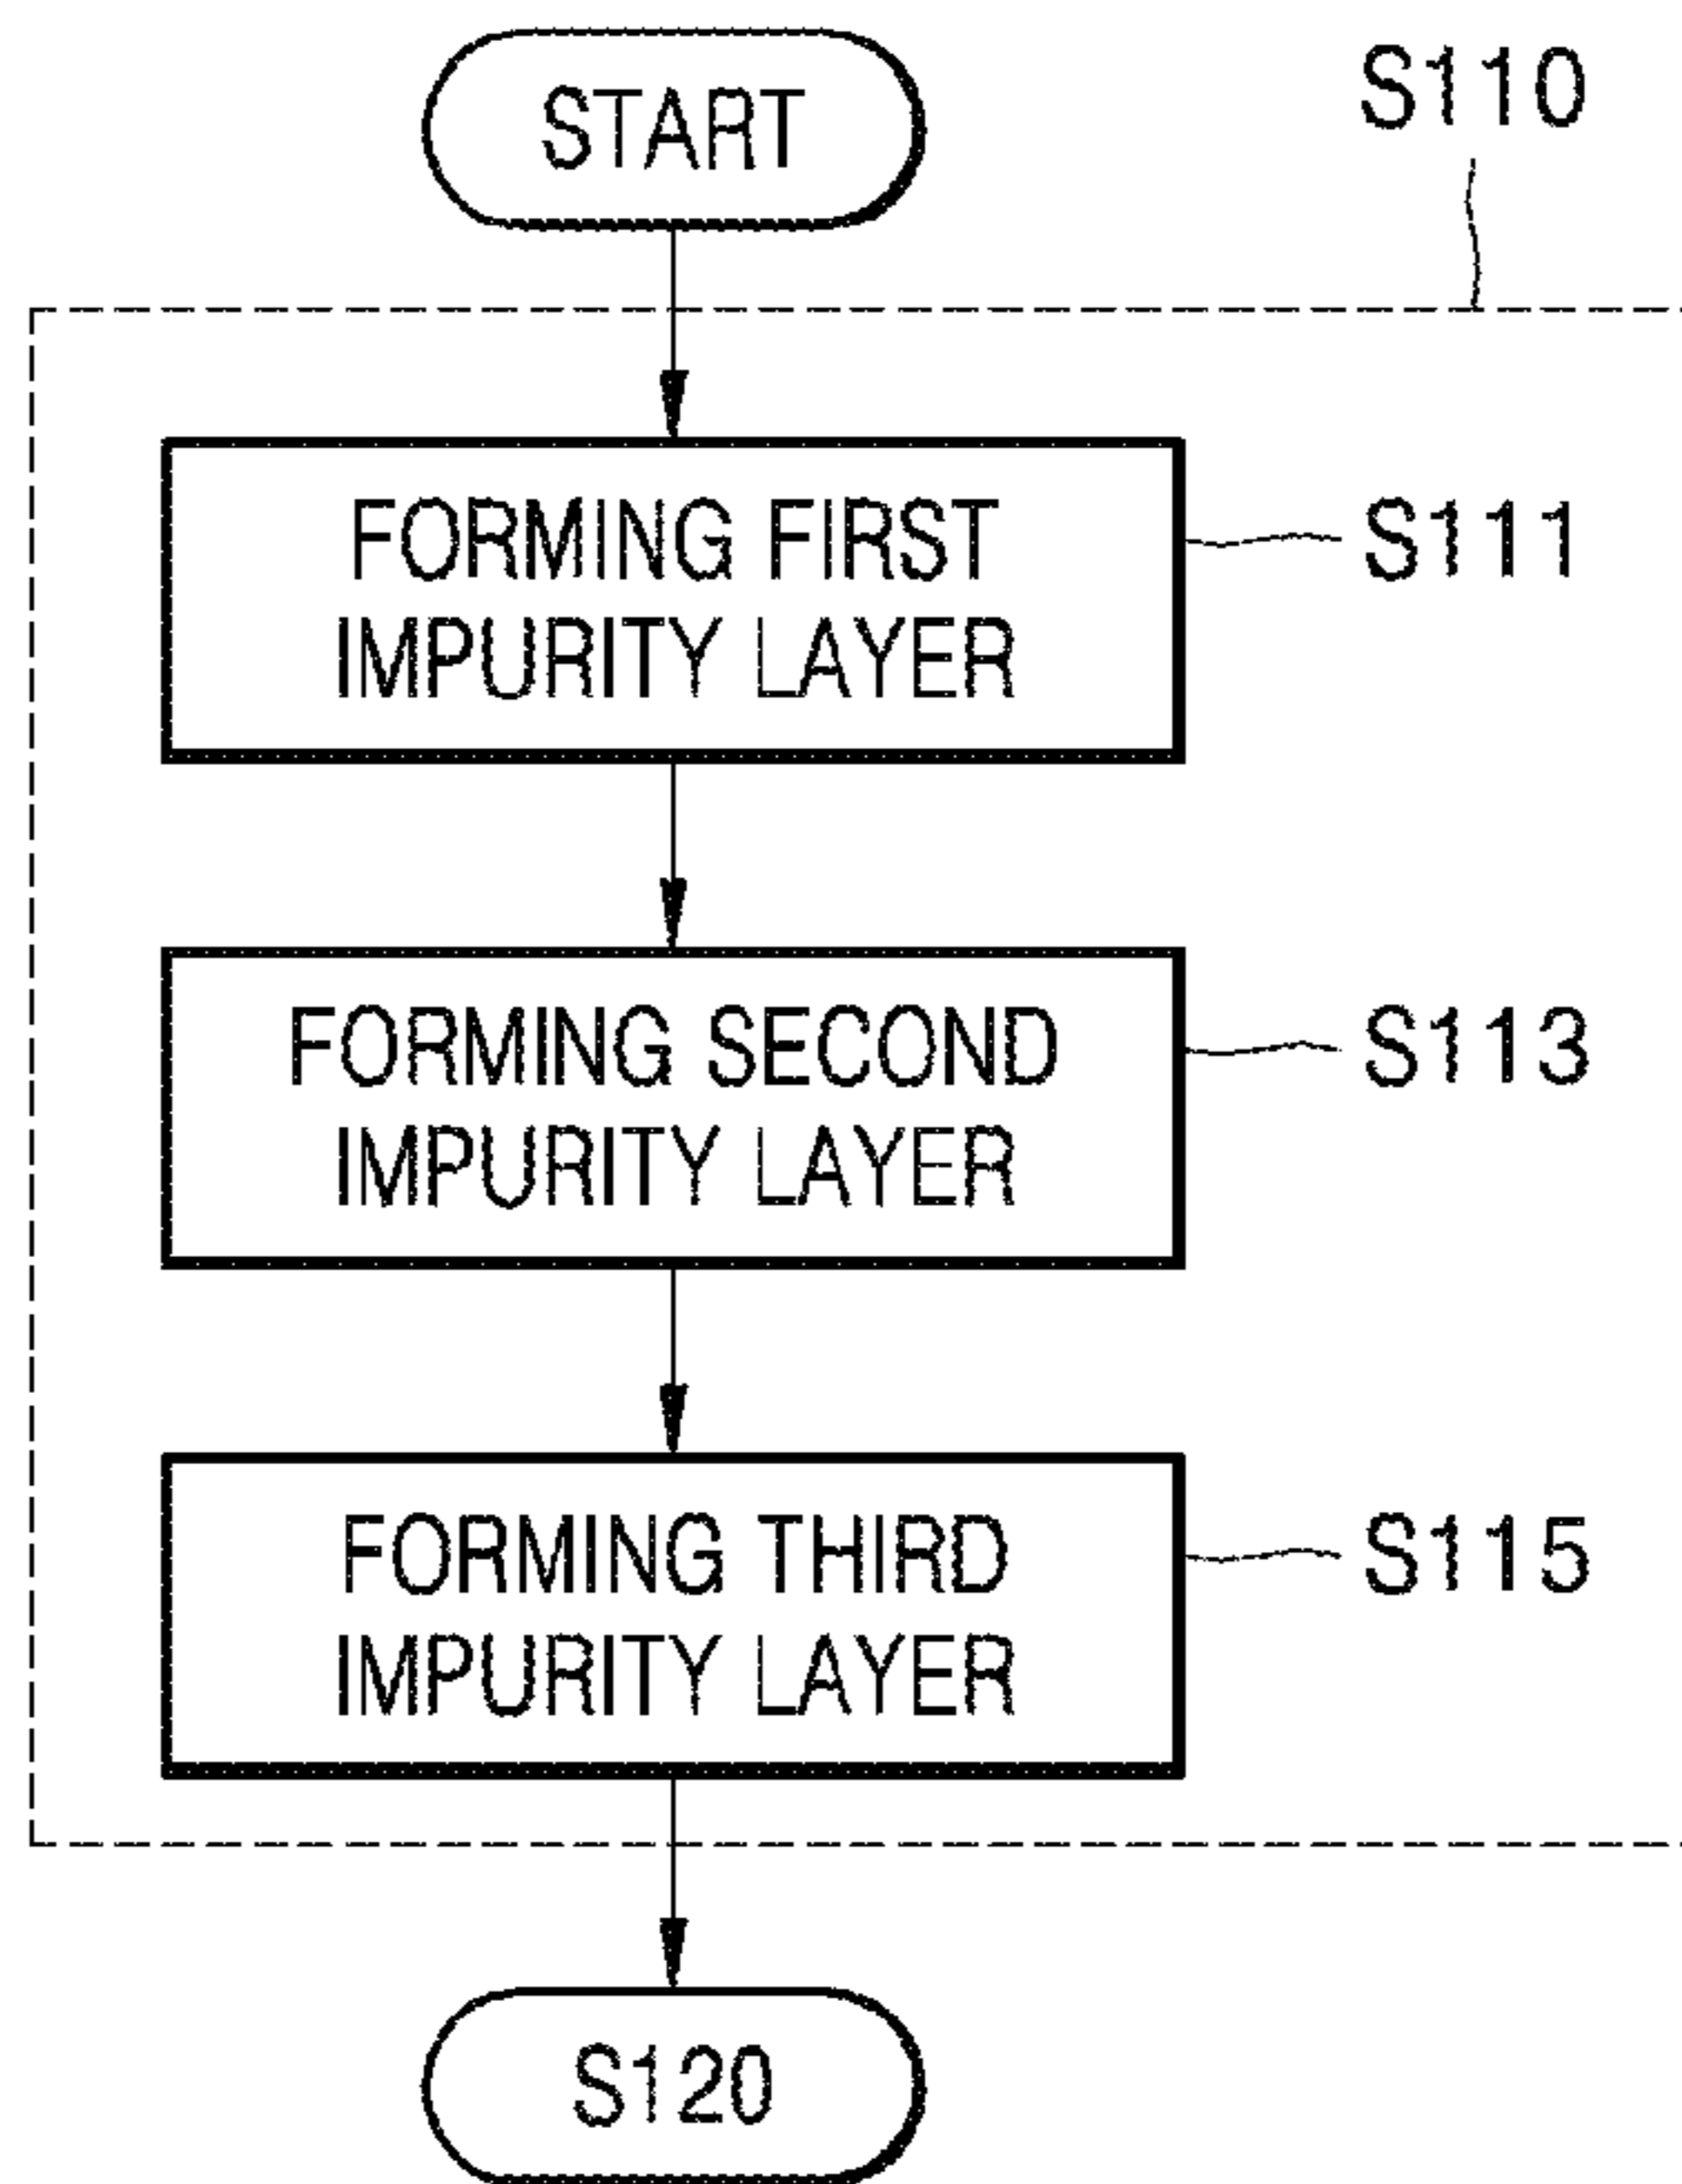 START
S110
FORMING FIRST
IMPURITY LAYER
S111
FORMING SECOND
IMPURITY LAYER
S113
FORMING THIRD
IMPURITY LAYER
S115
S120